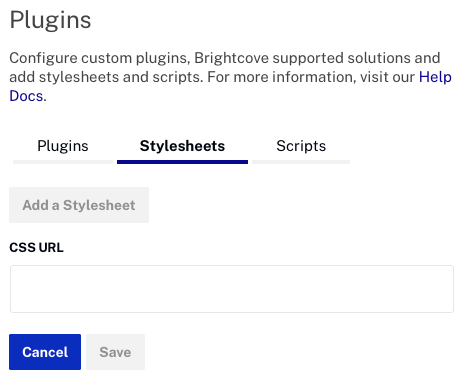 Plugins
Configure custom plugins, Brightcove supported solutions and
add stylesheets and scripts. For more information, visit our Help
Docs.
Plugins Stylesheets Scripts
Add a Stylesheet
CSS URL
Cancel Save